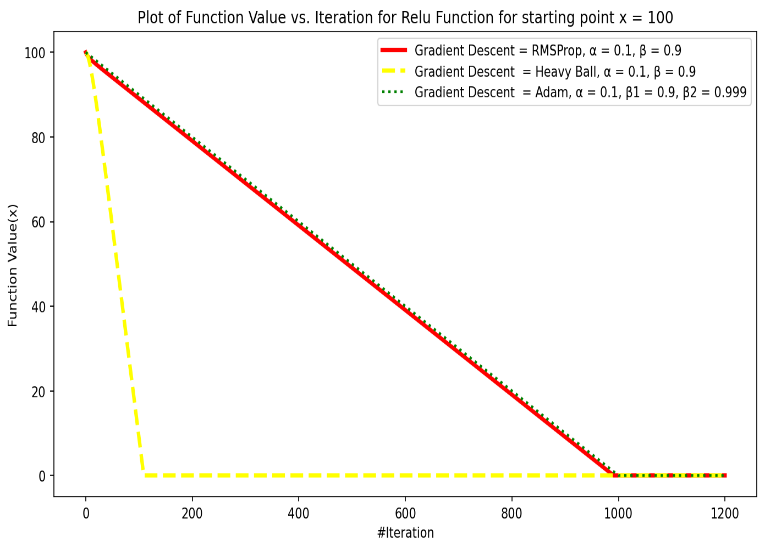 Plot of Function Value vs. Iteration for Relu Function for starting point x = 100
Gradient Descent = RMSProp, α = 0.1, β = 0.9
Gradient Descent  = Heavy Ball, α = 0.1, β = 0.9
Gradient Descent  = Adam, α = 0.1, β1 = 0.9, β2 = 0.999
Function Value(x)
100
80
60
40
20
0
0 200 400 600 800 1000 1200
#Iteration